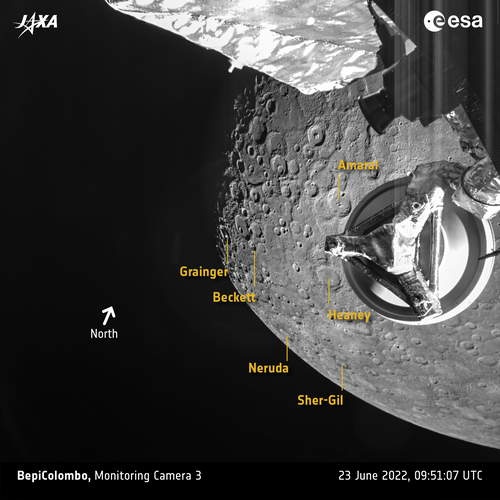 JAXA
esa
Amaral
Grainger
Beckett
Heaney
North
Neruda
Sher-Gil
BepiColombo, Monitoring Camera 3
23 June 2022, 09:51:07 UTC